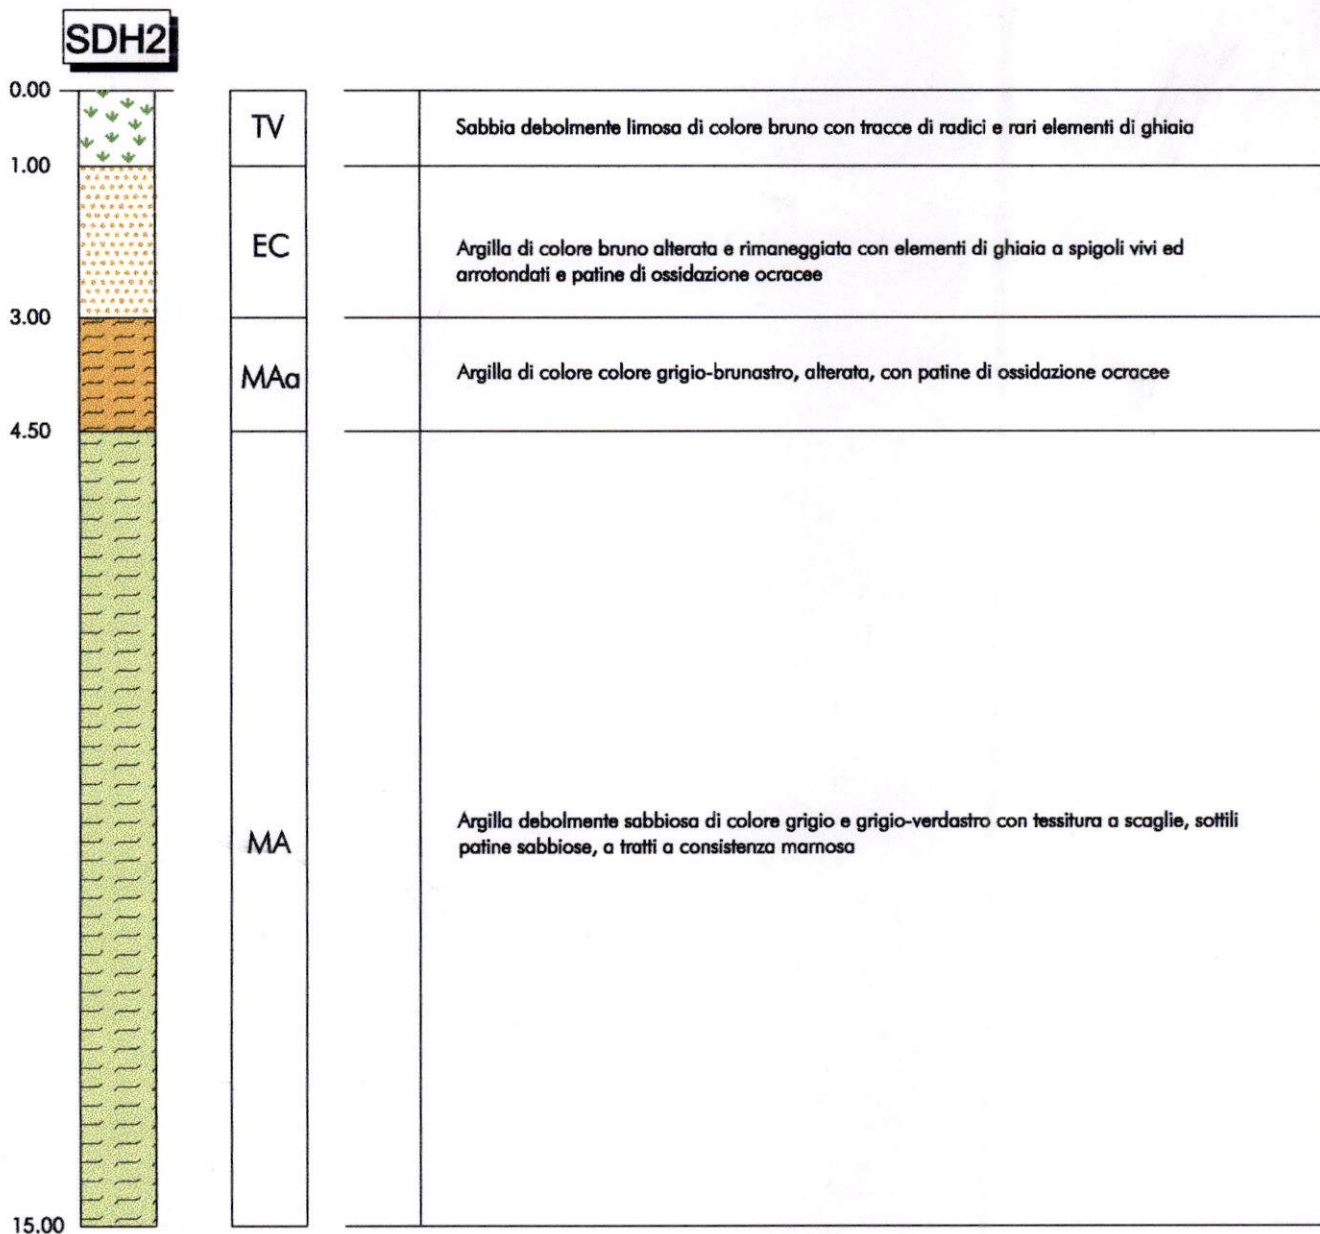 SDH2
0.00
TV
Sabbia debolmente limosa di colore bruno con tracce di radici e rari elementi di ghiaia
1.00
EC
Argilla di colore bruno alterata e rimaneggiata con elementi di ghiaia a spigoli vivi ed
arrotondati e patine di ossidazione ocracee
3.00
MAa
Argilla di colore colore grigio-brunastro, alterata, con patine di ossidazione ocracee
4.50
MA
Argilla debolmente sabbiosa di colore grigio e grigio-verdastro con tessitura a scaglie, sottili
patine sabbiose, a tratti a consistenza marnosa
15.00